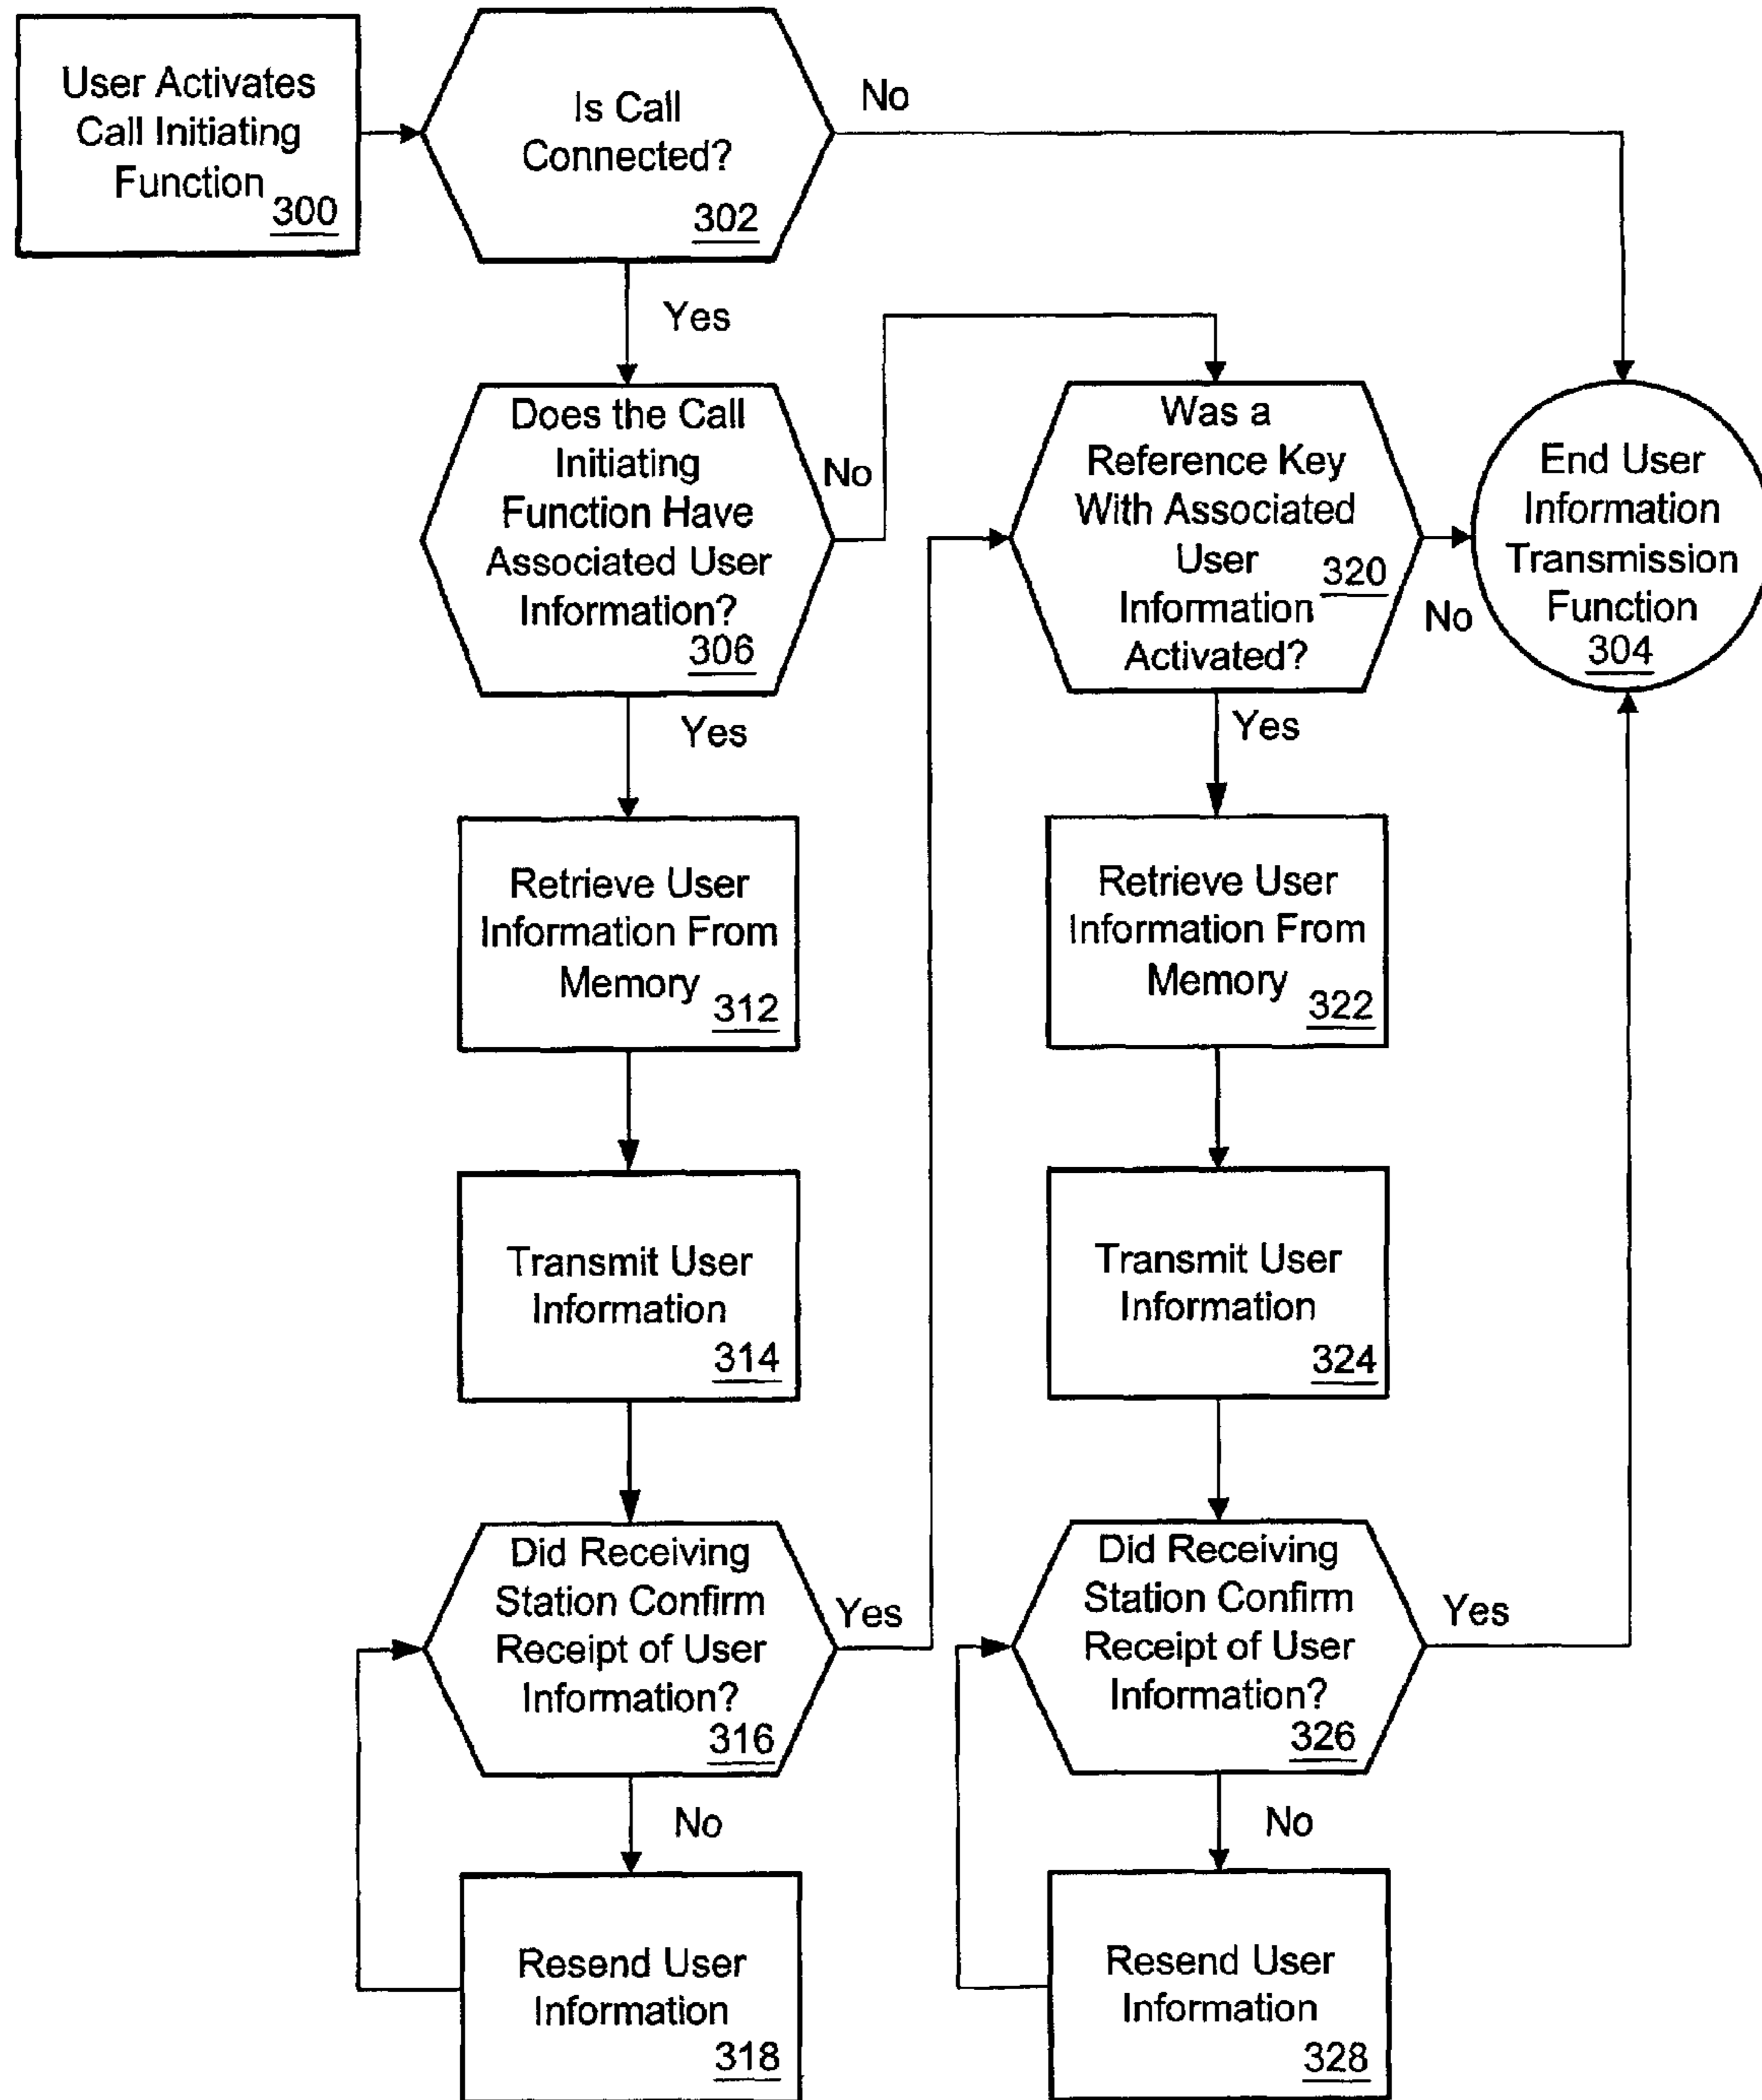 User Activates
Call Initiating
Function
300
Is Call
Connected?
302
No
Yes
Does the Call
Initiating
Function Have
Associated User
Information?
306
No
Was a
Reference Key
With Associated
User
Information
Activated?
320
No
End User
Information
Transmission
Function
304
Yes
Yes
Retrieve User
Information From
Memory
312
Retrieve User
Information From
Memory
322
Transmit User
Information
314
Transmit User
Information
324
Did Receiving
Station Confirm
Receipt of User
Information?
316
Yes
Did Receiving
Station Confirm
Receipt of User
Information?
326
Yes
No
No
Resend User
Information
318
Resend User
Information
328